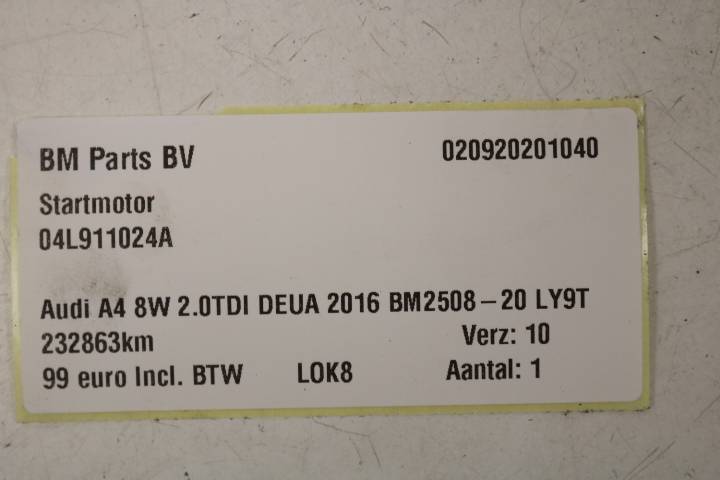 BM Parts BV 020920201040
Startmotor
04L911024A
Audi A4 8W 2.0TDI DEUA 2016 BM2508-20 LY9T
232863km Verz: 10
99 euro Incl. BTW LOK8 Aantal: 1